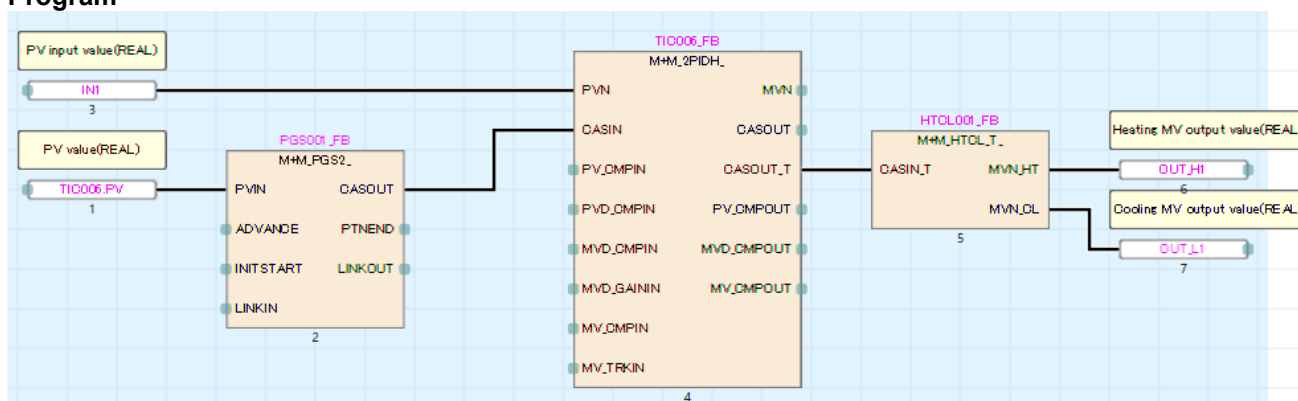 Program
PV input value(REAL)
IN1
3
PV value(REAL)
TIC006.PV
1
PGS001_FB
M+M_PGS2_
PVIN CASOUT
ADVANCE PTNEND
INITSTART LINKOUT
LINKIN
2
TIC006_FB
M+M_2PIDH_
PVN MVN
CASIN CASOUT
PV_CMPIN CASOUT_T
PVD_CMPIN PV_CMPOUT
MVD_CMPIN MVD_CMPOUT
MVD_GAININ MV_CMPOUT
MV_CMPIN
MV_TRKIN
4
HTCL001_FB
M+M_HTCL_T_
CASIN_T MVN_HT
MVN_CL
5
Heating MV output value(REAL
OUT_H1
6
Cooling MV output value(REAL
OUT_L1
7